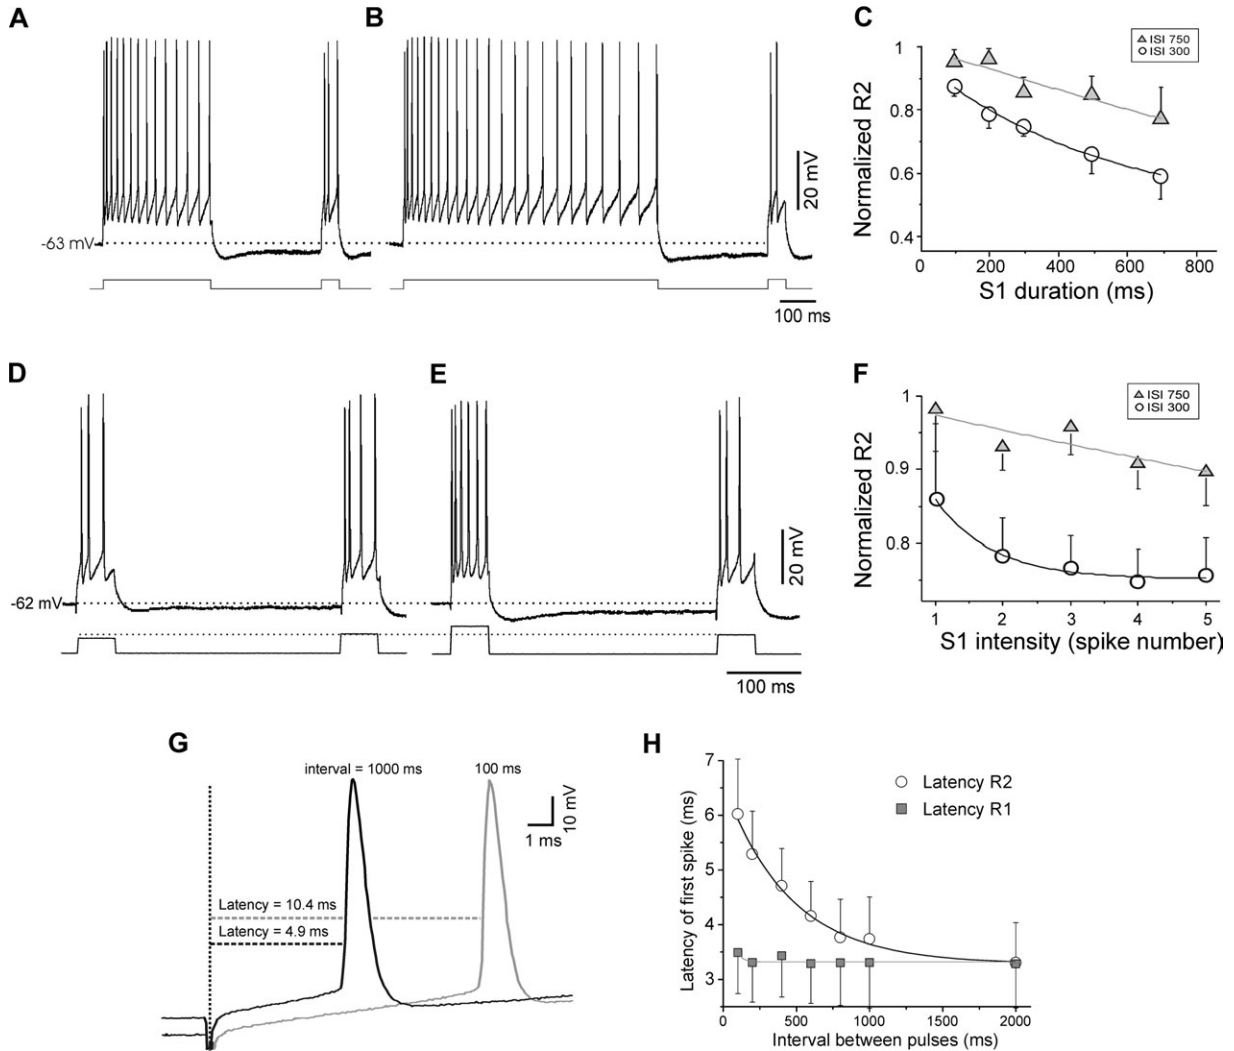 A
B
C
ISI 750
ISI 300
Normalized R2
1
0.8
0.6
0.4
0 200 400 600 800
S1 duration (ms)
20 mV
-63 mV
100 ms
D
E
F
ISI 750
ISI 300
Normalized R2
1
0.9
0.8
1 2 3 4 5
S1 intensity (spike number)
20 mV
-62 mV
100 ms
G
interval = 1000 ms 100 ms
10 mV
1 ms
Latency = 10.4 ms
Latency = 4.9 ms
H
Latency of first spike (ms)
7
6
5
4
3
0 500 1000 1500 2000
Interval between pulses (ms)
Latency R2
Latency R1